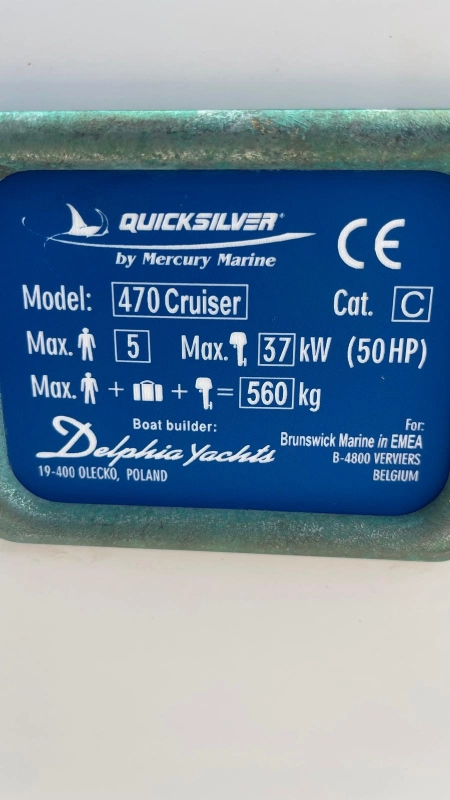 QUICKSILVER
by Mercury Marine
CE
Model: 470 Cruiser Cat. C
Max. 5 Max. 37 kW (50 HP)
Max. + + = 560 kg
Boat builder:
Delphia Yachts
19-400 OLECKO, POLAND
For:
Brunswick Marine in EMEA
B-4800 VERVIERS
BELGIUM